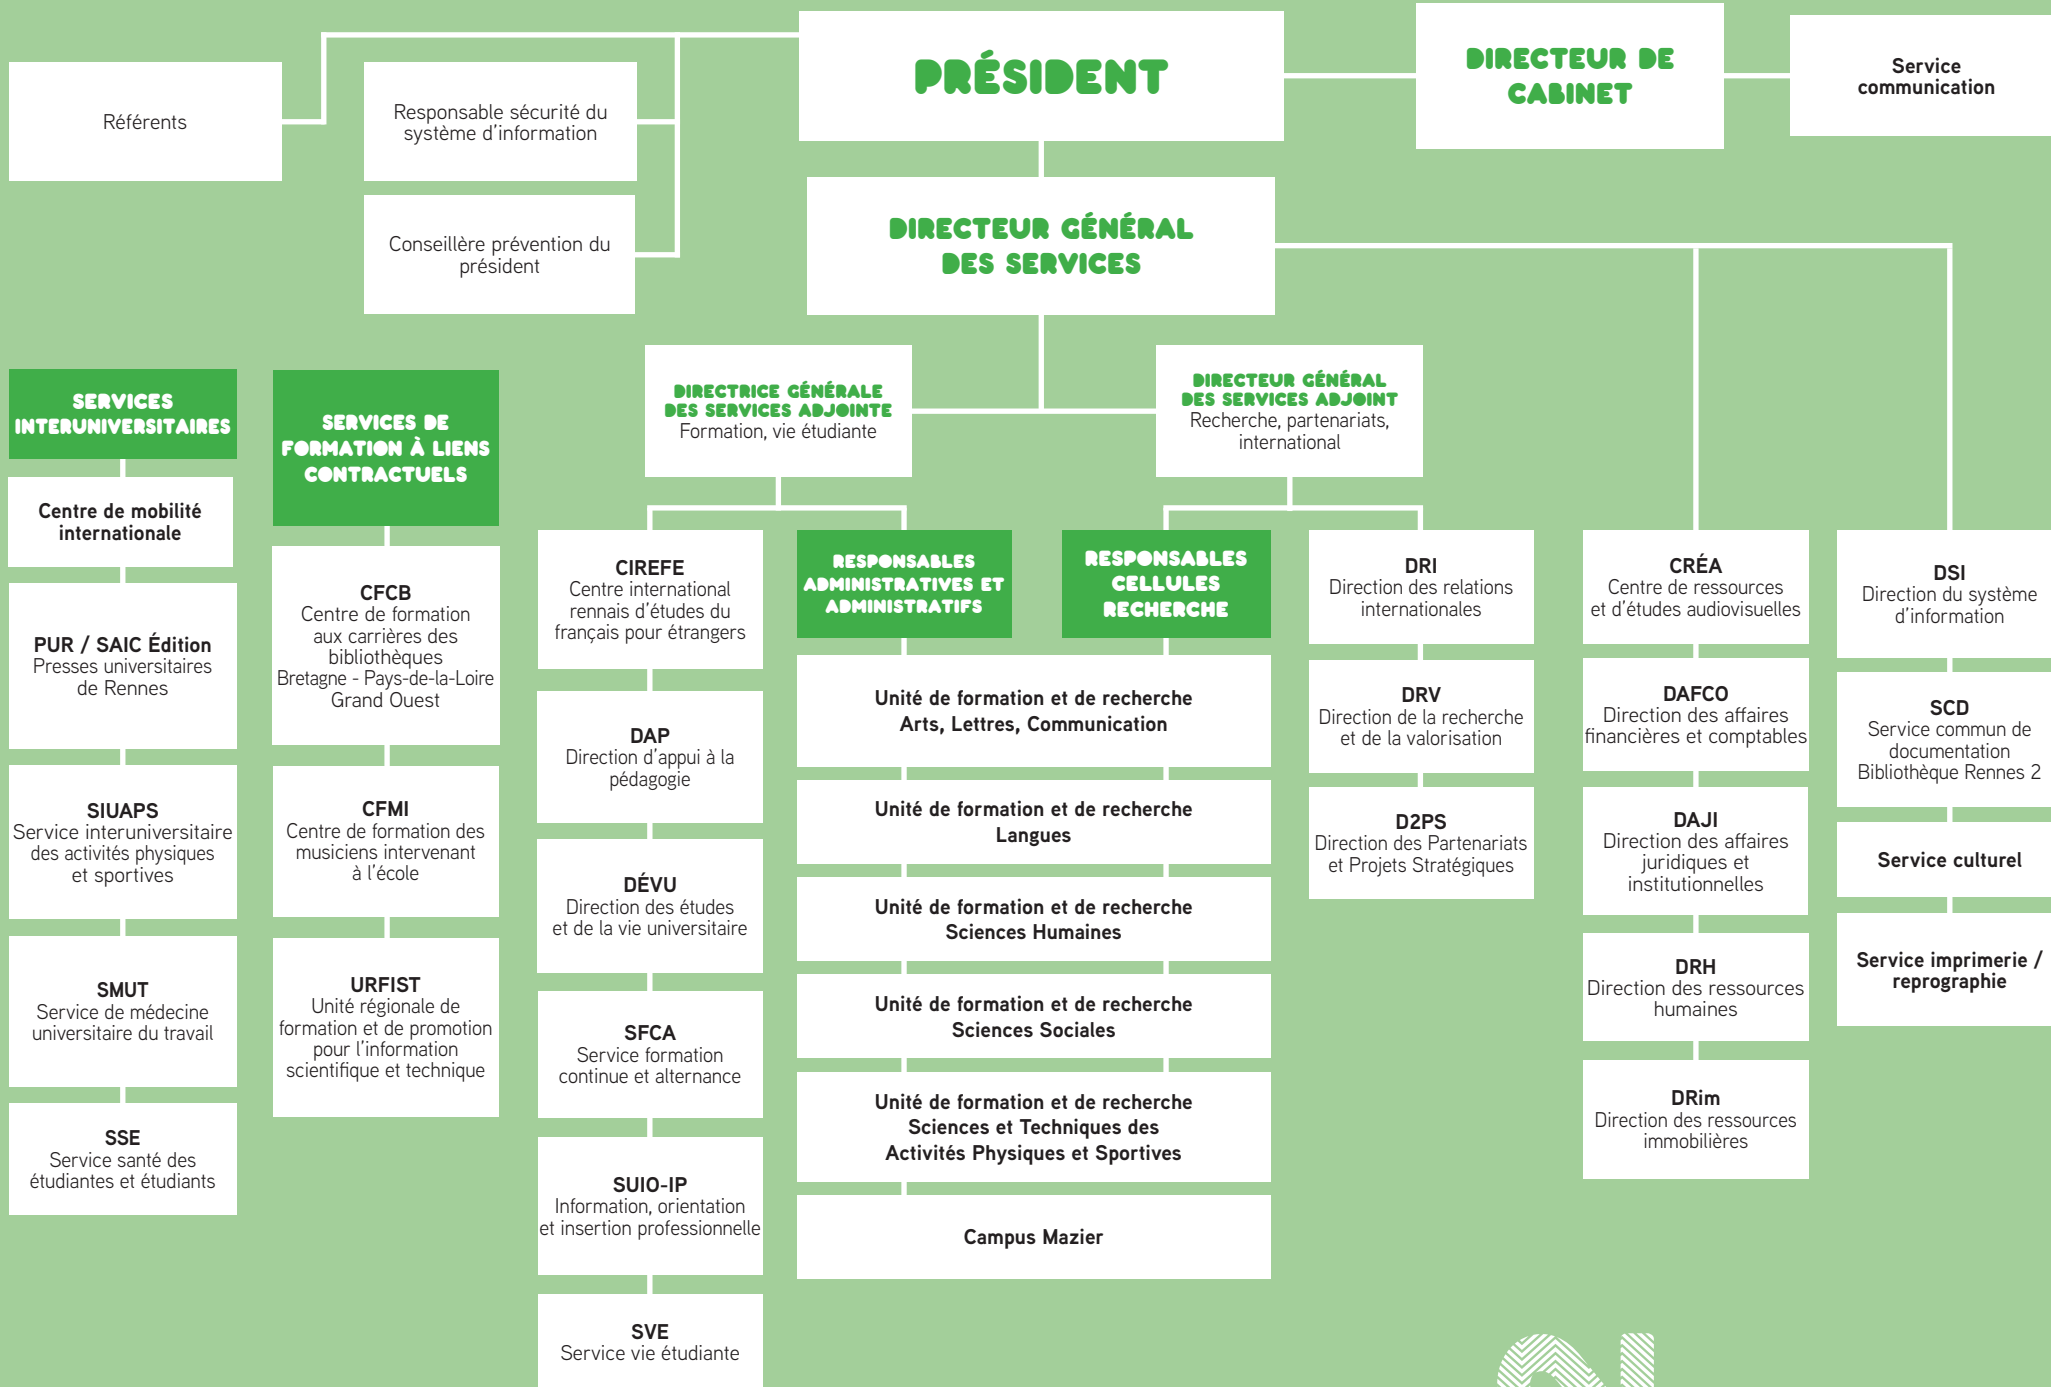 PRÉSIDENT
DIRECTEUR DE
CABINET
Service
communication
Référents
Responsable sécurité du
système d'information
Conseillère prévention du
président
DIRECTEUR GÉNÉRAL
DES SERVICES
DIRECTRICE GÉNÉRALE
DES SERVICES ADJOINTE
Formation, vie étudiante
DIRECTEUR GÉNÉRAL
DES SERVICES ADJOINT
Recherche, partenariats,
international
SERVICES
INTERUNIVERSITAIRES
Centre de mobilité
internationale
PUR / SAIC Édition
Presses universitaires
de Rennes
SIUAPS
Service interuniversitaire
des activités physiques
et sportives
SMUT
Service de médecine
universitaire du travail
SSE
Service santé des
étudiantes et étudiants
SERVICES DE
FORMATION À LIENS
CONTRACTUELS
CFCB
Centre de formation
aux carrières des
bibliothèques
Bretagne - Pays-de-la-Loire
Grand Ouest
CFMI
Centre de formation des
musiciens intervenant
à l'école
URFIST
Unité régionale de
formation et de promotion
pour l'information
scientifique et technique
CIREFE
Centre international
rennais d'études du
français pour étrangers
DAP
Direction d'appui à la
pédagogie
DÉVU
Direction des études
et de la vie universitaire
SFCA
Service formation
continue et alternance
SUIO-IP
Information, orientation
et insertion professionnelle
SVE
Service vie étudiante
RESPONSABLES
ADMINISTRATIVES ET
ADMINISTRATIFS
RESPONSABLES
CELLULES
RECHERCHE
Unité de formation et de recherche
Arts, Lettres, Communication
Unité de formation et de recherche
Langues
Unité de formation et de recherche
Sciences Humaines
Unité de formation et de recherche
Sciences Sociales
Unité de formation et de recherche
Sciences et Techniques des
Activités Physiques et Sportives
Campus Mazier
DRI
Direction des relations
internationales
DRV
Direction de la recherche
et de la valorisation
D2PS
Direction des Partenariats
et Projets Stratégiques
CRÉA
Centre de ressources
et d'études audiovisuelles
DAFCO
Direction des affaires
financières et comptables
DAJI
Direction des affaires
juridiques et
institutionnelles
DRH
Direction des ressources
humaines
DRim
Direction des ressources
immobilières
DSI
Direction du système
d'information
SCD
Service commun de
documentation
Bibliothèque Rennes 2
Service culturel
Service imprimerie /
reprographie